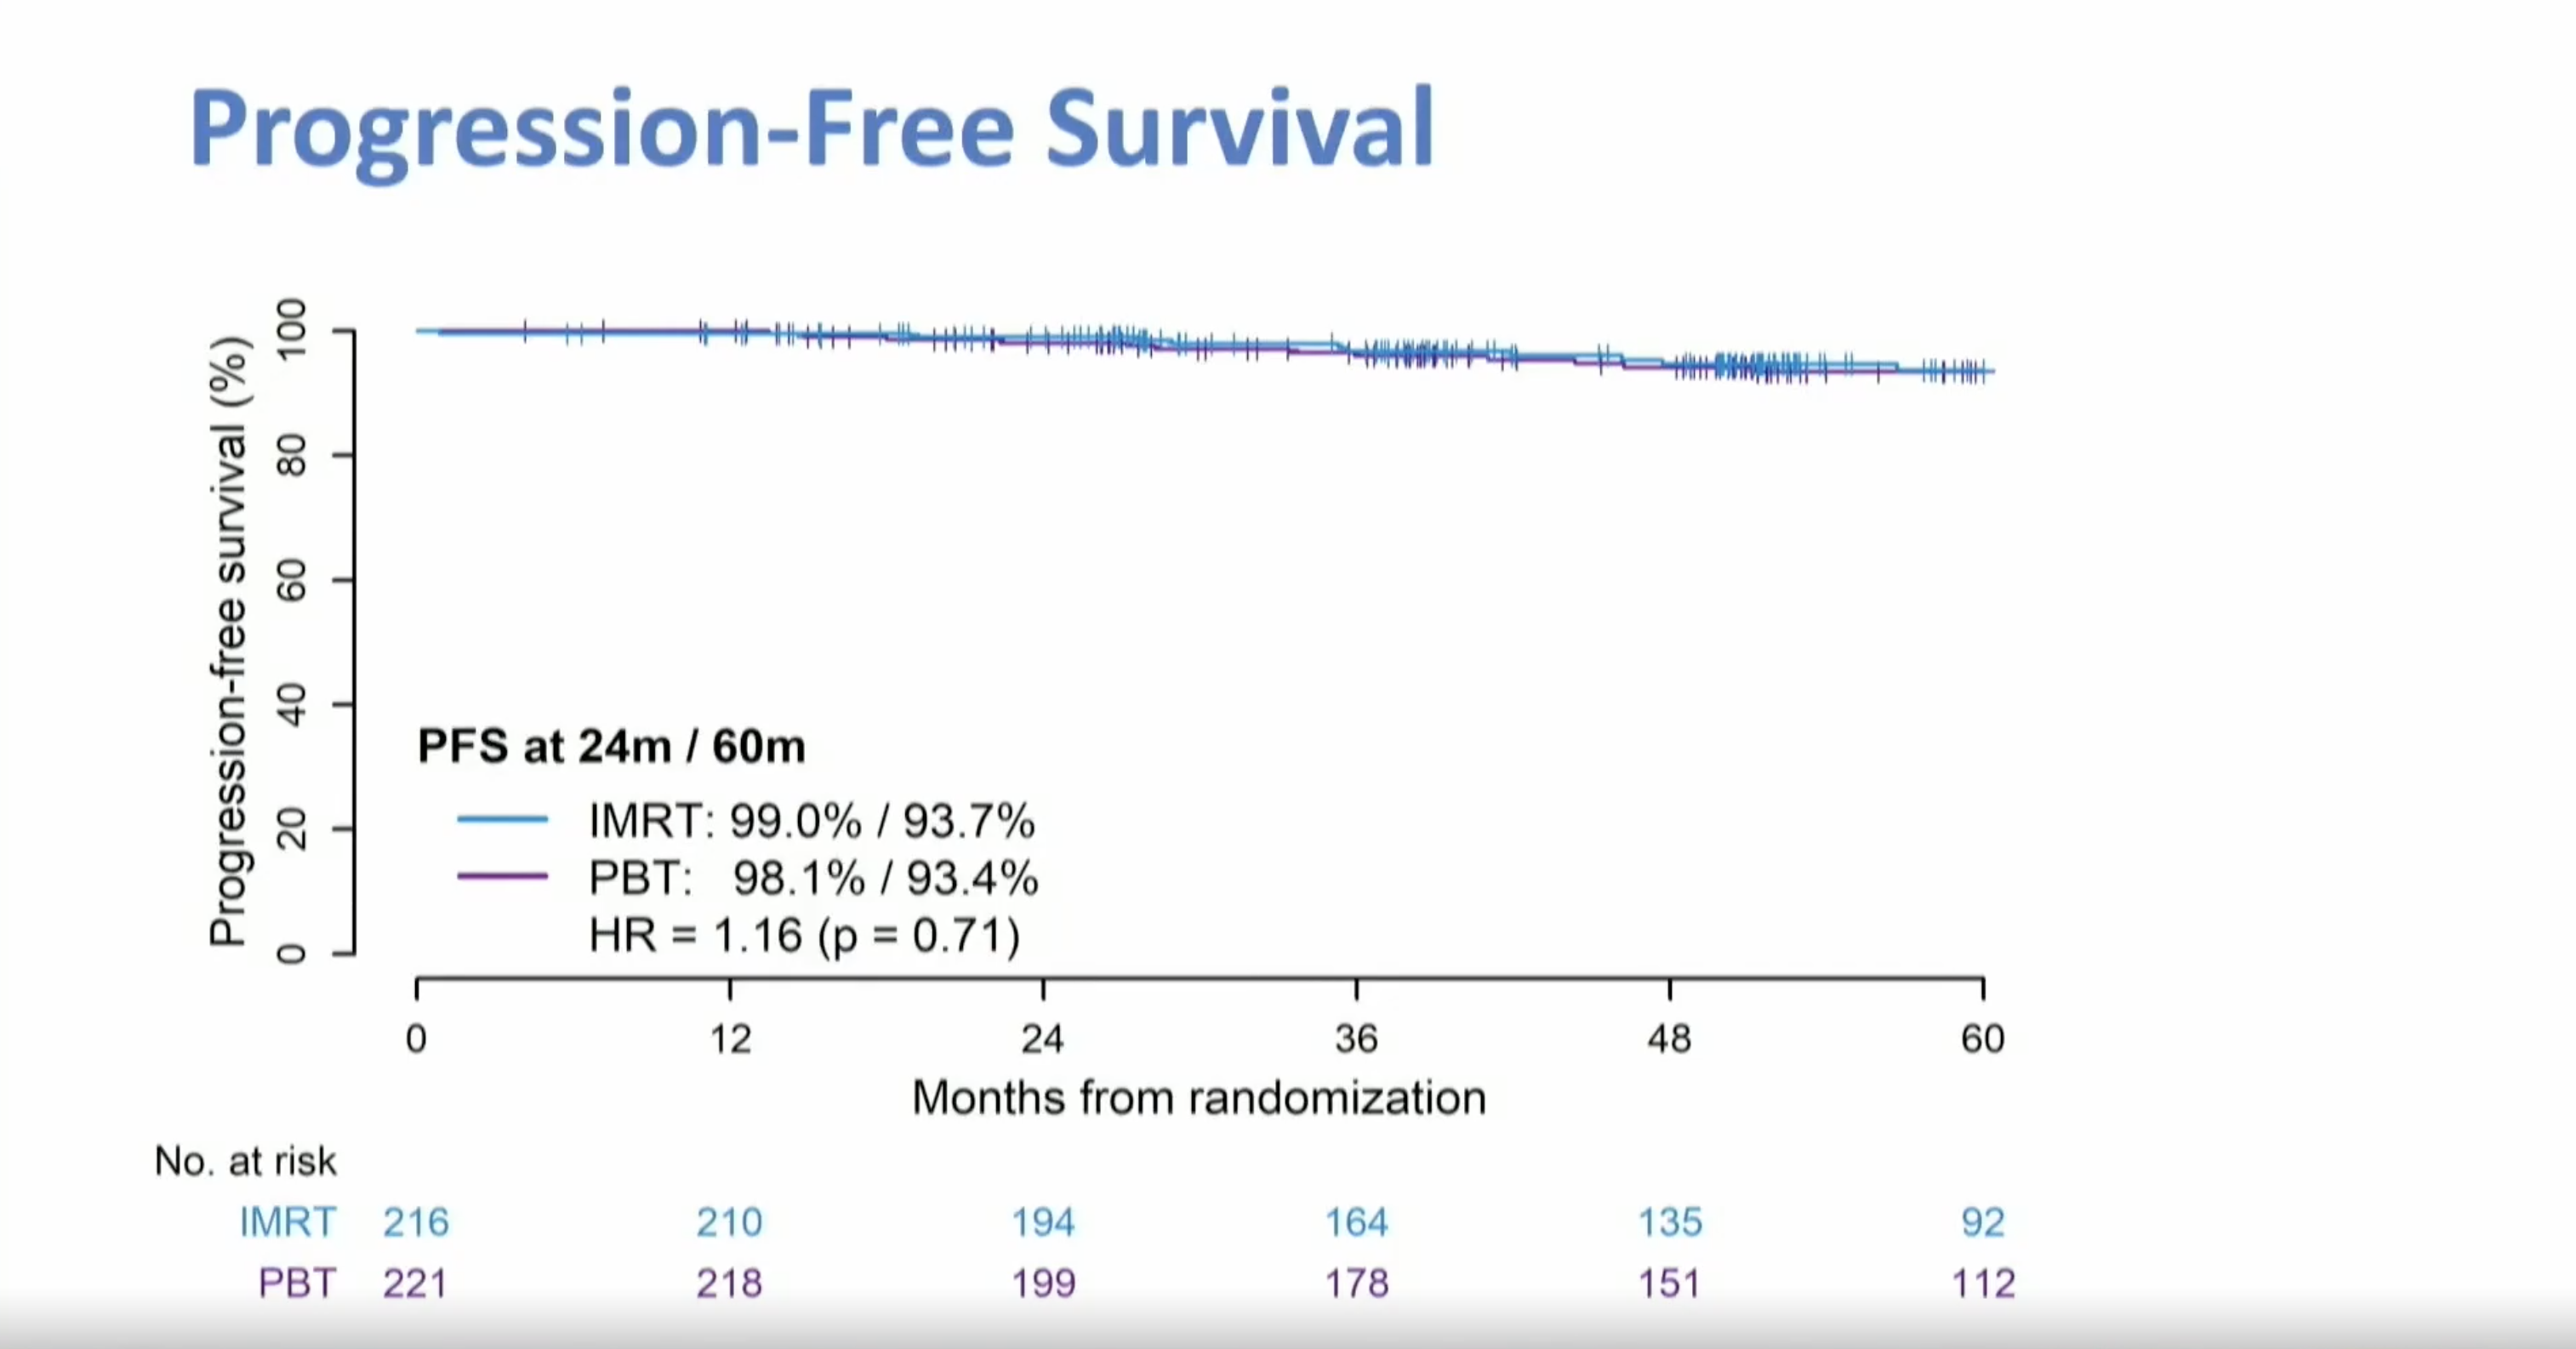 Progression-Free Survival
Progression-free survival (%)
100
80
60
40
20
0
PFS at 24m / 60m
IMRT: 99.0% / 93.7%
PBT: 98.1% / 93.4%
HR = 1.16 (p = 0.71)
0 12 24 36 48 60
Months from randomization
No. at risk
IMRT 216 210 194 164 135 92
PBT 221 218 199 178 151 112